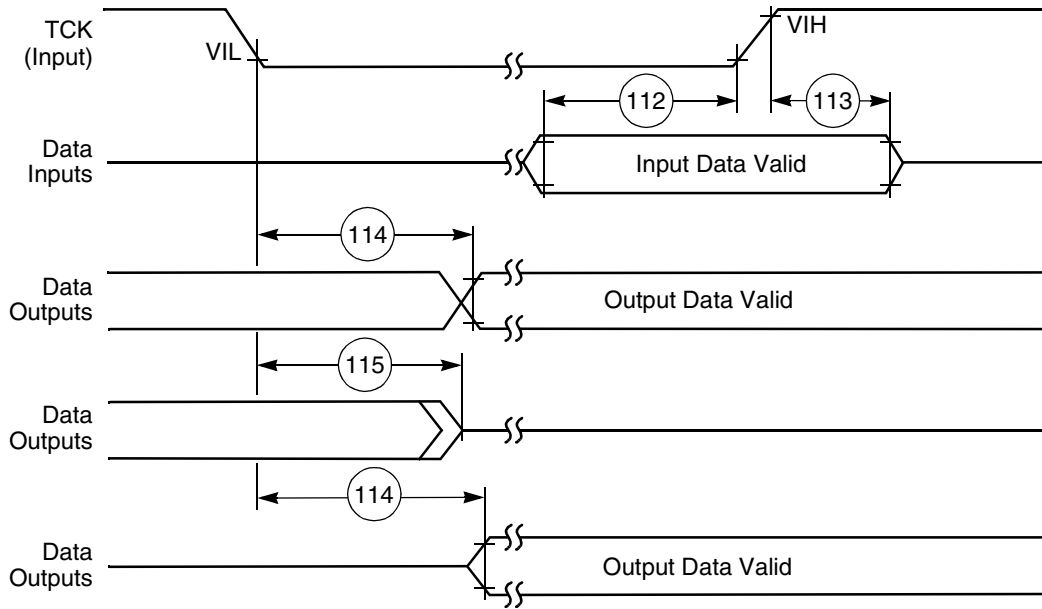 TCK
(Input)
VIL
VIH
112
113
Data
Inputs
Input Data Valid
114
Data
Outputs
Output Data Valid
115
Data
Outputs
114
Data
Outputs
Output Data Valid